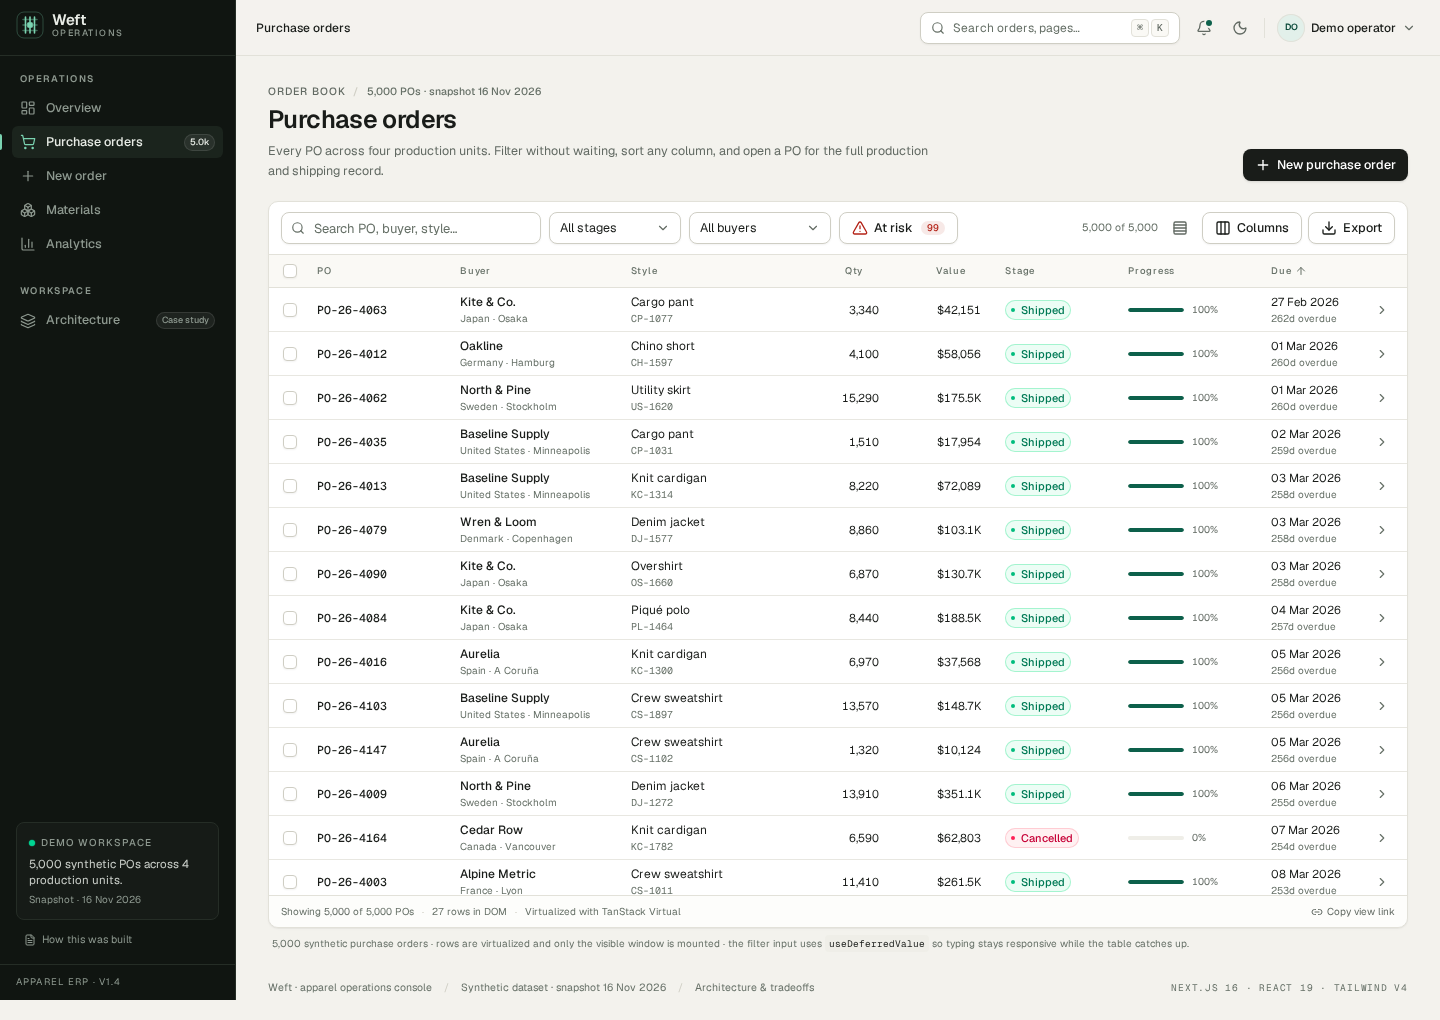 Weft
OPERATIONS
OPERATIONS
Overview
Purchase orders 5.0k
New order
Materials
Analytics
WORKSPACE
Architecture Case study
DEMO WORKSPACE
5,000 synthetic POs across 4
production units.
Snapshot · 16 Nov 2026
How this was built
APPAREL ERP · V1.4
Purchase orders
Search orders, pages… ⌘ K
DO Demo operator
ORDER BOOK / 5,000 POs · snapshot 16 Nov 2026
Purchase orders
Every PO across four production units. Filter without waiting, sort any column, and open a PO for the full production
and shipping record.
New purchase order
Search PO, buyer, style… All stages All buyers At risk 99 5,000 of 5,000 Columns Export
PO Buyer Style Qty Value Stage Progress Due ↑
PO-26-4063 Kite & Co. Cargo pant 3,340 $42,151 Shipped 100% 27 Feb 2026
Japan · Osaka CP-1077 262d overdue
PO-26-4012 Oakline Chino short 4,100 $58,056 Shipped 100% 01 Mar 2026
Germany · Hamburg CH-1597 260d overdue
PO-26-4062 North & Pine Utility skirt 15,290 $175.5K Shipped 100% 01 Mar 2026
Sweden · Stockholm US-1620 260d overdue
PO-26-4035 Baseline Supply Cargo pant 1,510 $17,954 Shipped 100% 02 Mar 2026
United States · Minneapolis CP-1031 259d overdue
PO-26-4013 Baseline Supply Knit cardigan 8,220 $72,089 Shipped 100% 03 Mar 2026
United States · Minneapolis KC-1314 258d overdue
PO-26-4079 Wren & Loom Denim jacket 8,860 $103.1K Shipped 100% 03 Mar 2026
Denmark · Copenhagen DJ-1577 258d overdue
PO-26-4090 Kite & Co. Overshirt 6,870 $130.7K Shipped 100% 03 Mar 2026
Japan · Osaka OS-1660 258d overdue
PO-26-4084 Kite & Co. Piqué polo 8,440 $188.5K Shipped 100% 04 Mar 2026
Japan · Osaka PL-1464 257d overdue
PO-26-4016 Aurelia Knit cardigan 6,970 $37,568 Shipped 100% 05 Mar 2026
Spain · A Coruña KC-1300 256d overdue
PO-26-4103 Baseline Supply Crew sweatshirt 13,570 $148.7K Shipped 100% 05 Mar 2026
United States · Minneapolis CS-1897 256d overdue
PO-26-4147 Aurelia Crew sweatshirt 1,320 $10,124 Shipped 100% 05 Mar 2026
Spain · A Coruña CS-1102 256d overdue
PO-26-4009 North & Pine Denim jacket 13,910 $351.1K Shipped 100% 06 Mar 2026
Sweden · Stockholm DJ-1272 255d overdue
PO-26-4164 Cedar Row Knit cardigan 6,590 $62,803 Cancelled 0% 07 Mar 2026
Canada · Vancouver KC-1782 254d overdue
PO-26-4003 Alpine Metric Crew sweatshirt 11,410 $261.5K Shipped 100% 08 Mar 2026
France · Lyon CS-1011 253d overdue
Showing 5,000 of 5,000 POs · 27 rows in DOM · Virtualized with TanStack Virtual Copy view link
5,000 synthetic purchase orders · rows are virtualized and only the visible window is mounted · the filter input uses useDeferredValue so typing stays responsive while the table catches up.
Weft · apparel operations console / Synthetic dataset · snapshot 16 Nov 2026 / Architecture & tradeoffs NEXT.JS 16 · REACT 19 · TAILWIND V4